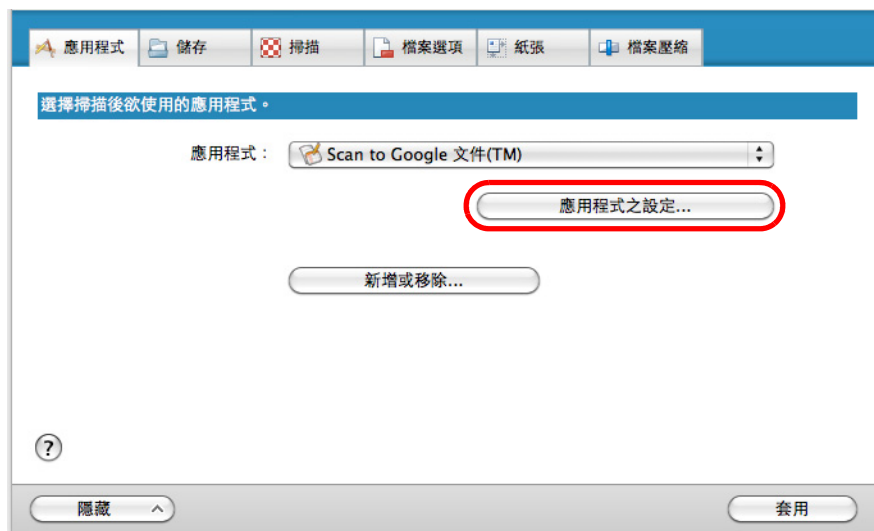 應用程式 儲存 掃描 檔案選項 紙張 檔案壓縮
選擇掃描後欲使用的應用程式。
應用程式： Scan to Google 文件(TM)
應用程式之設定...
新增或移除...
?
隱藏 套用